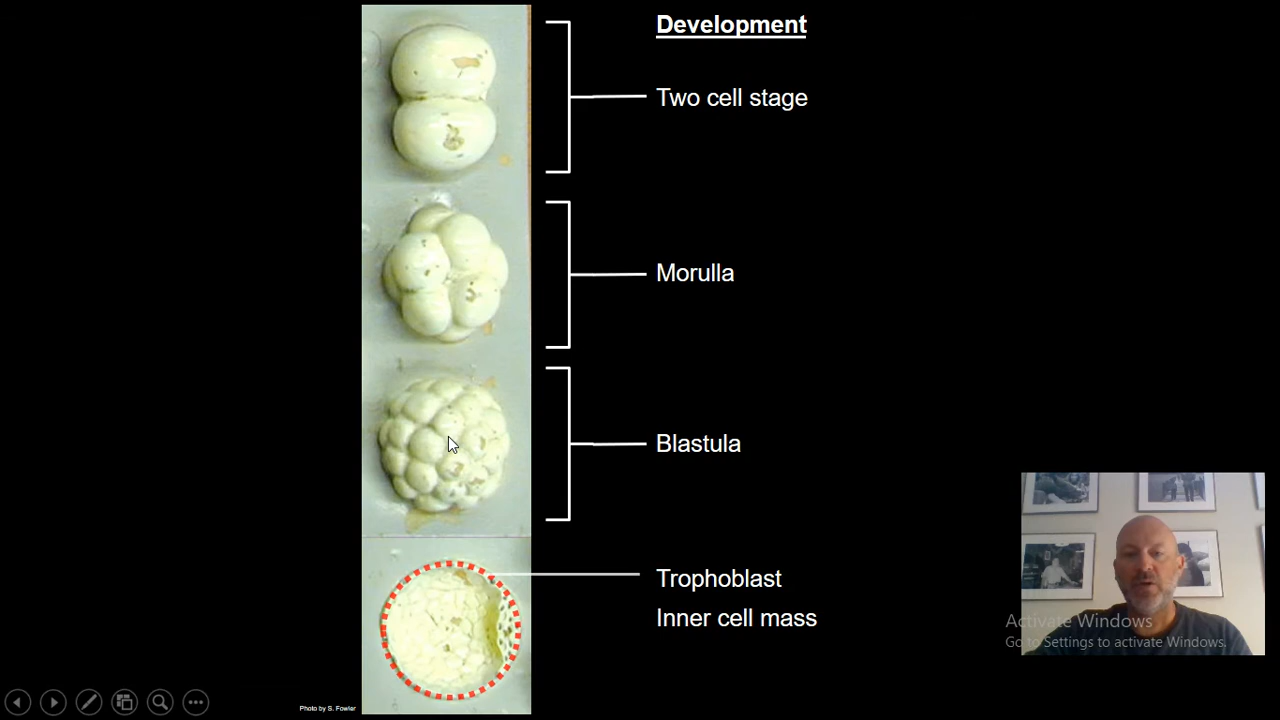 Development
Two cell stage
Morulla
Blastula
Trophoblast
Inner cell mass
Activate Windows
Go to Settings to activate Windows.
Photo by S. Fowler